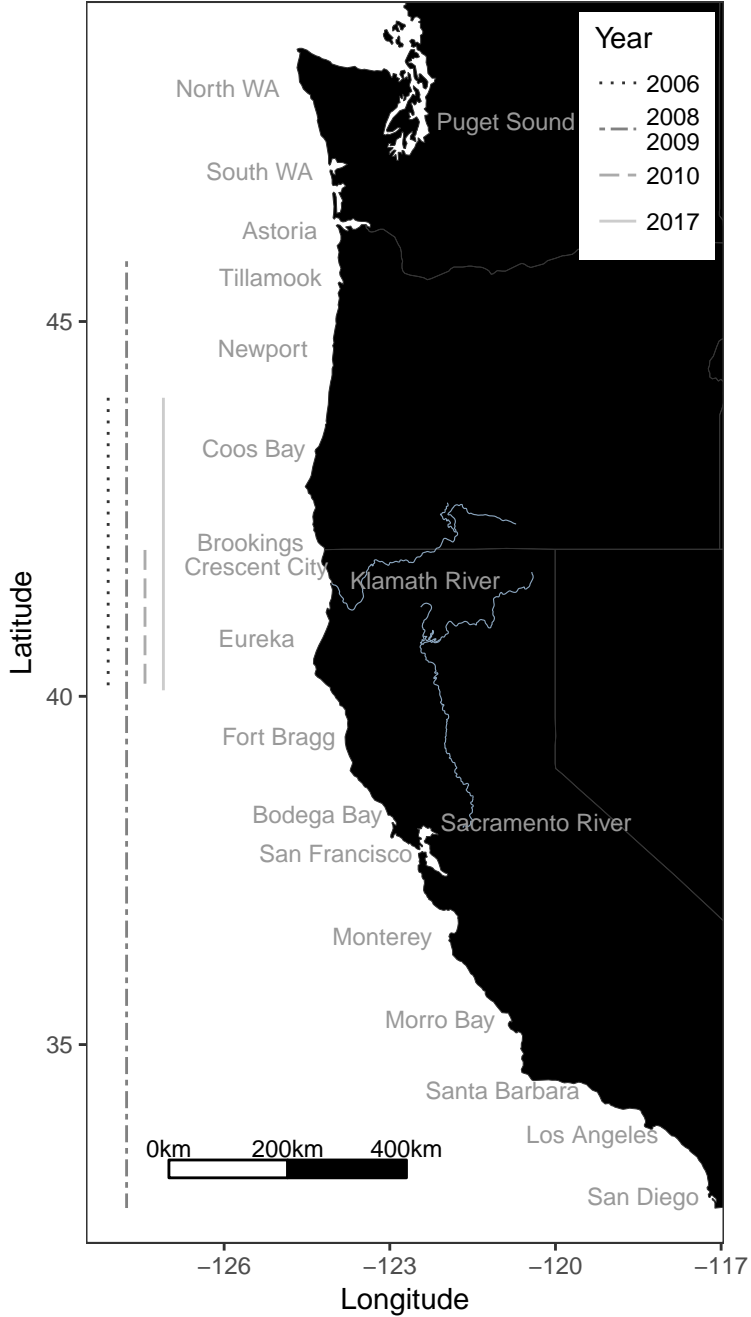 Year
2006
2008
2009
2010
2017
North WA
Puget Sound
South WA
Astoria
Tillamook
45
Newport
Coos Bay
Brookings
Crescent City
Klamath River
Latitude
Eureka
40
Fort Bragg
Bodega Bay
Sacramento River
San Francisco
Monterey
Morro Bay
35
Santa Barbara
Los Angeles
0km 200km 400km
San Diego
−126 −123 −120 −117
Longitude